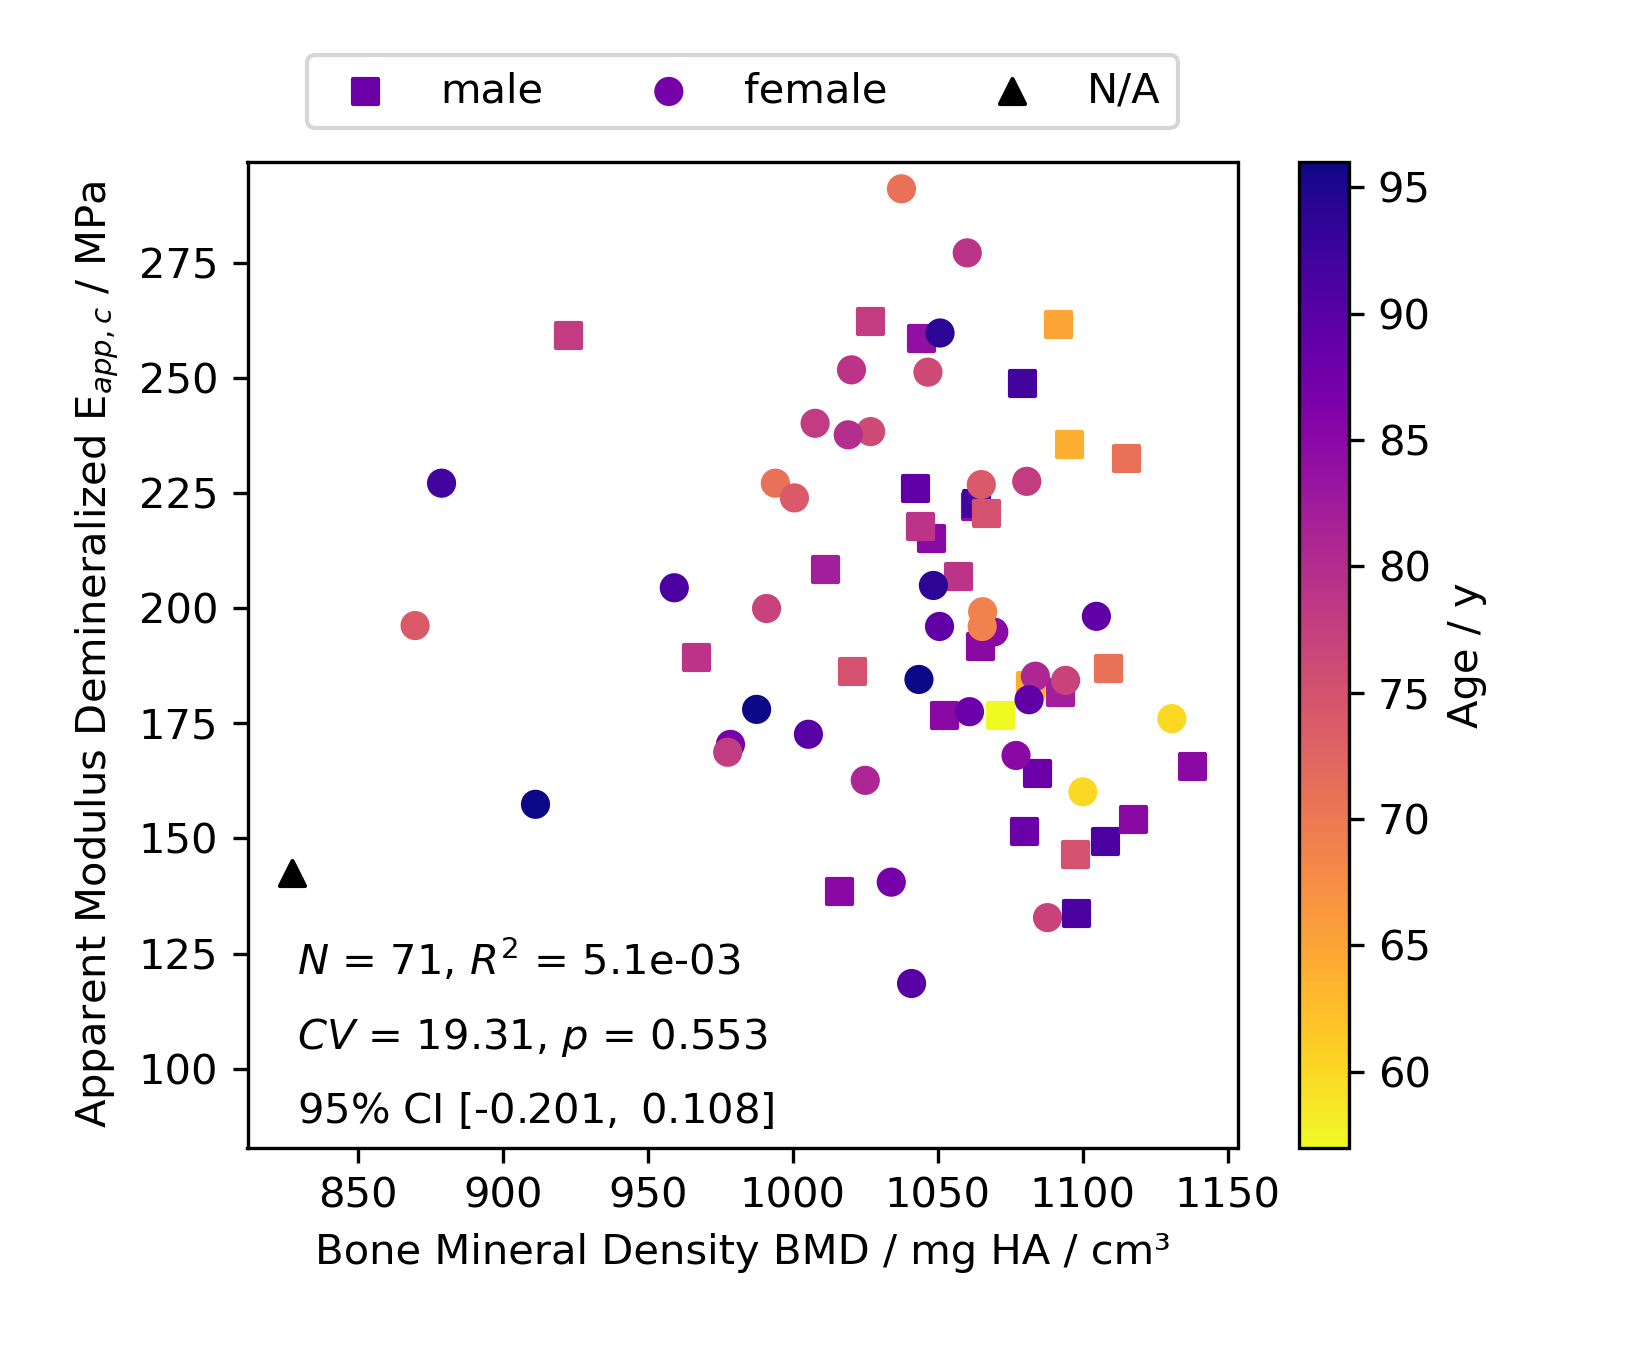 male female N/A
Apparent Modulus Demineralized E_app,c / MPa
275
250
225
200
175
150
125
100
N = 71, R² = 5.1e-03
CV = 19.31, p = 0.553
95% CI [-0.201, 0.108]
850 900 950 1000 1050 1100 1150
Bone Mineral Density BMD / mg HA / cm³
95
90
85
80
75
70
65
60
Age / y